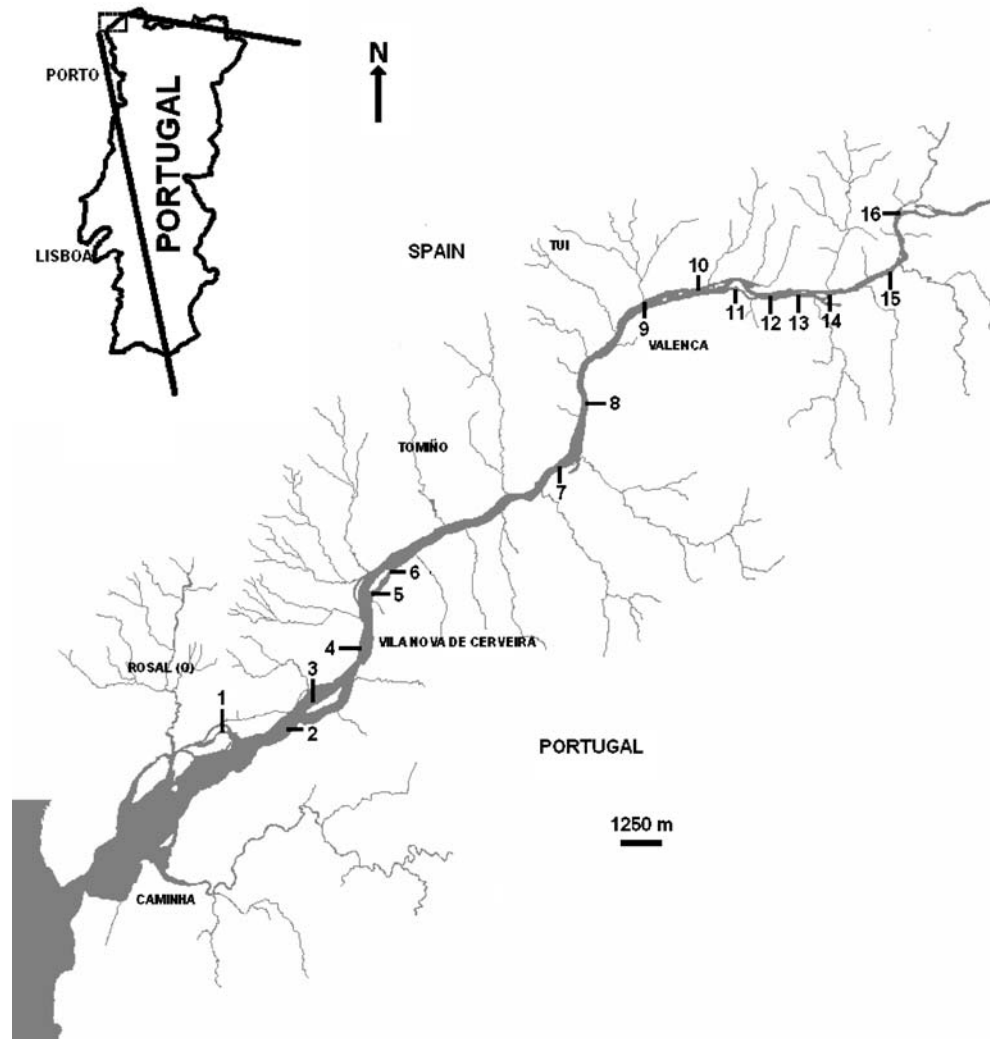 N
PORTO
PORTUGAL
LISBOA
SPAIN
TUI
16
10
9
11
12
13
14
15
VALENCA
8
TOMIÑO
7
6
5
4
VILA NOVA DE CERVEIRA
ROSAL (O)
3
1
2
PORTUGAL
1250 m
CAMINHA